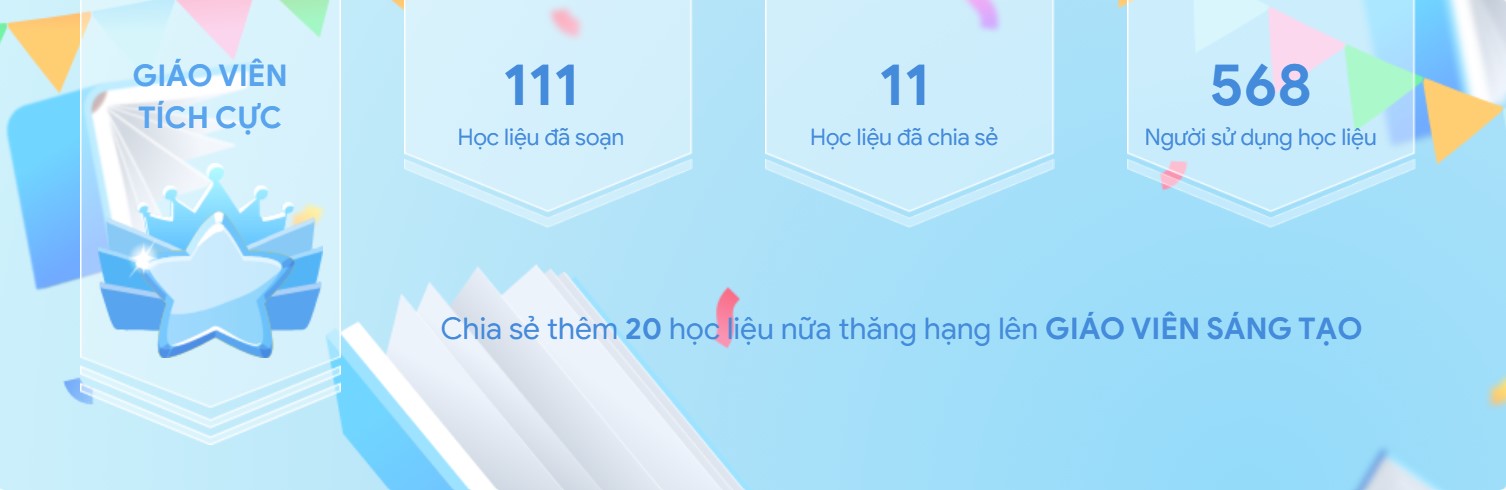 GIÁO VIÊN
TÍCH CỰC
111
Học liệu đã soạn
11
Học liệu đã chia sẻ
568
Người sử dụng học liệu
Chia sẻ thêm 20 học liệu nữa thăng hạng lên GIÁO VIÊN SÁNG TẠO